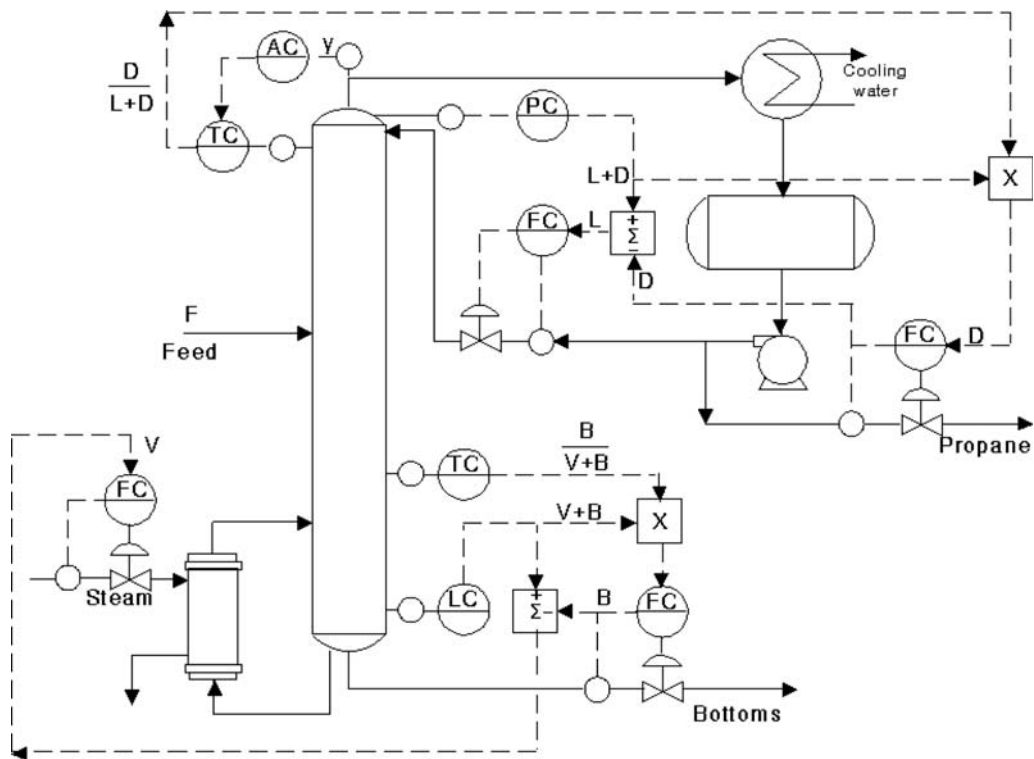 AC
y
D
L+D
Cooling
water
TC
PC
X
L+D
FC
L
+
Σ
−
D
F
Feed
FC
D
Propane
B
V+B
TC
V
FC
V+B
X
Steam
LC
+
Σ −
B
FC
Bottoms